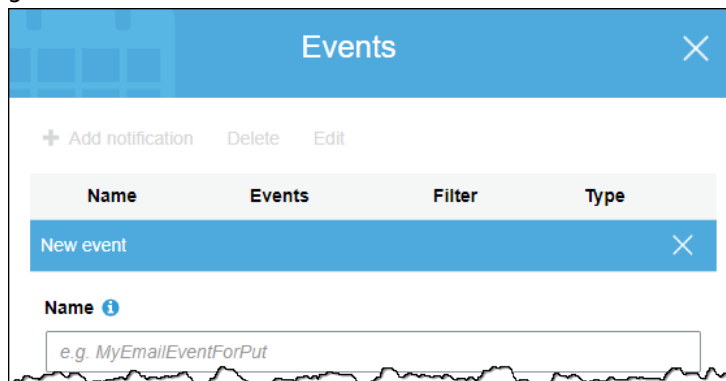 Events
Add notification Delete Edit
Name Events Filter Type
New event
Name
e.g. MyEmailEventForPut